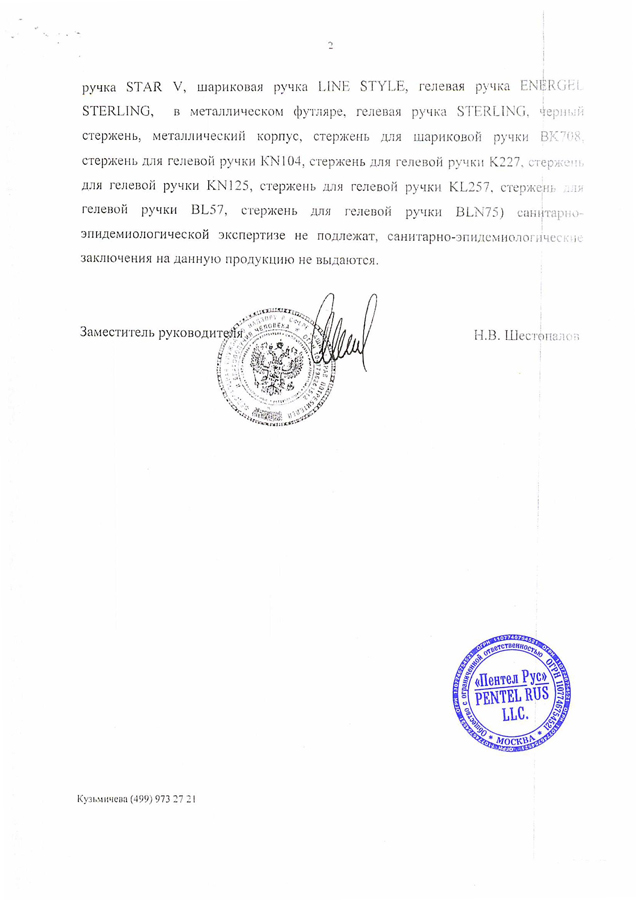 2
ручка STAR V, шариковая ручка LINE STYLE, гелевая ручка ENERGEL
STERLING, в металлическом футляре, гелевая ручка STERLING, черный
стержень, металлический корпус, стержень для шариковой ручки BK708,
стержень для гелевой ручки KN104, стержень для гелевой ручки K227, стержень
для гелевой ручки KN125, стержень для гелевой ручки KL257, стержень для
гелевой ручки BL57, стержень для гелевой ручки BLN75) санитарно-
эпидемиологической экспертизе не подлежат, санитарно-эпидемиологические
заключения на данную продукцию не выдаются.
Заместитель руководителя
Н.В. Шестопалов
Общество с ограниченной ответственностью ОГРН 1107746754521
«Пентел Рус»
PENTEL RUS
LLC.
* МОСКВА *
Кузьмичева (499) 973 27 21